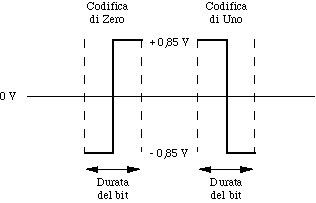 Codifica
di Zero
Codifica
di Uno
+ 0,85 V
0 V
- 0,85 V
Durata
del bit
Durata
del bit